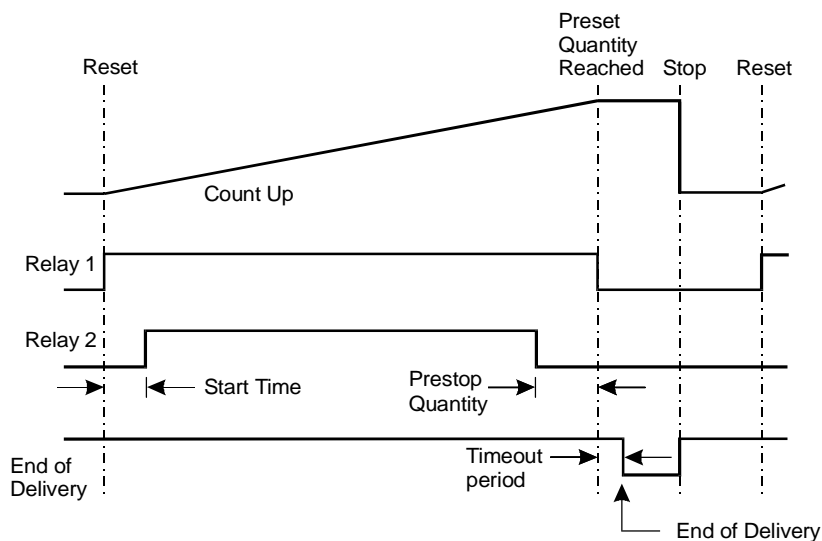 Reset
Preset
Quantity
Reached
Stop
Reset
Count Up
Relay 1
Relay 2
Start Time
Prestop
Quantity
End of
Delivery
Timeout
period
End of Delivery